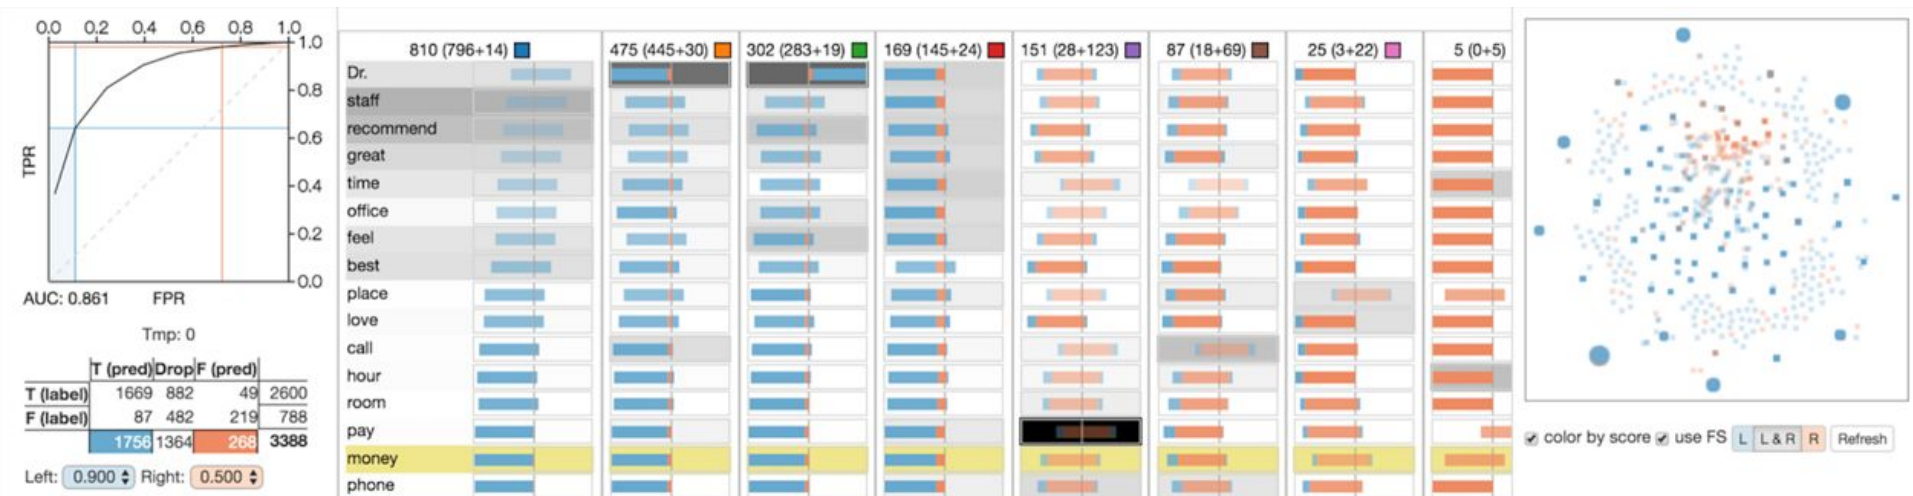 0.0 0.2 0.4 0.6 0.8 1.0
1.0
0.8
0.6
0.4
0.2
0.0
TPR
AUC: 0.861 FPR
Tmp: 0
T (pred) Drop F (pred)
T (label) 1669 882 49 2600
F (label) 87 482 219 788
1756 1364 268 3388
Left: 0.900 Right: 0.500
810 (796+14) 475 (445+30) 302 (283+19) 169 (145+24) 151 (28+123) 87 (18+69) 25 (3+22) 5 (0+5)
Dr.
staff
recommend
great
time
office
feel
best
place
love
call
hour
room
pay
money
phone
color by score use FS L L & R R Refresh